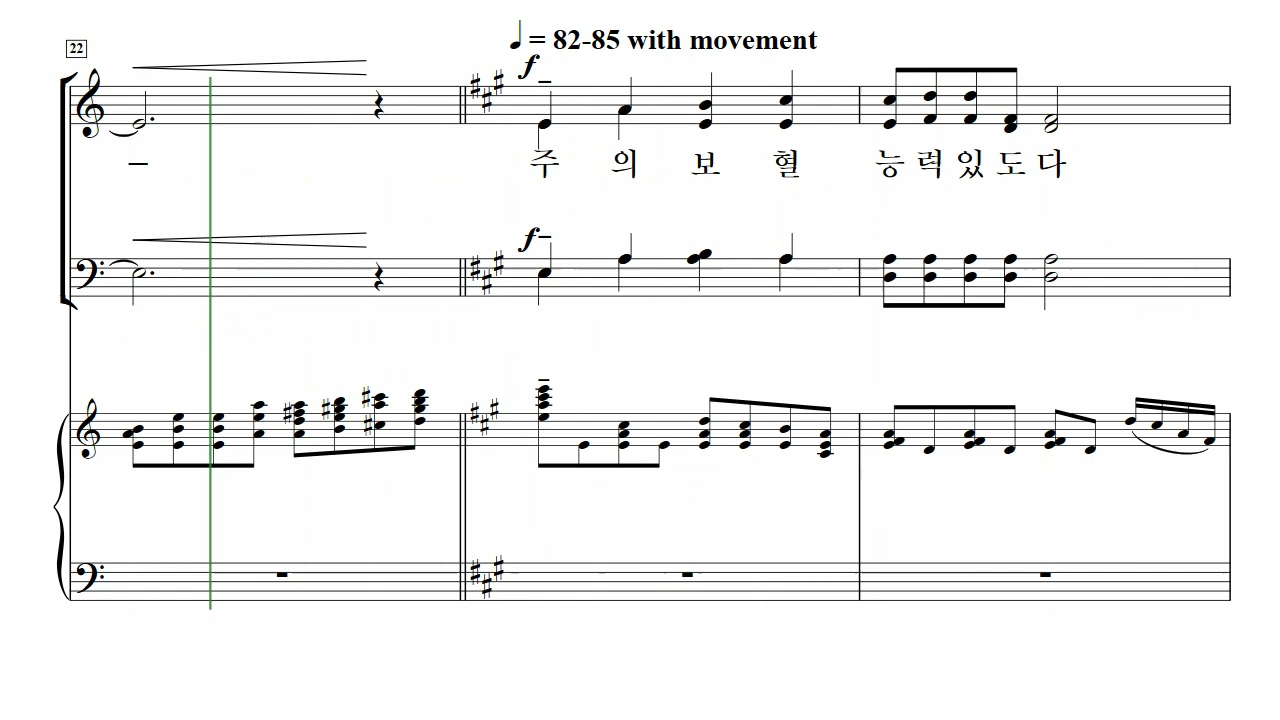 22
♩ = 82-85 with movement
f
– 주 의 보 혈 능 력 있 도 다
f